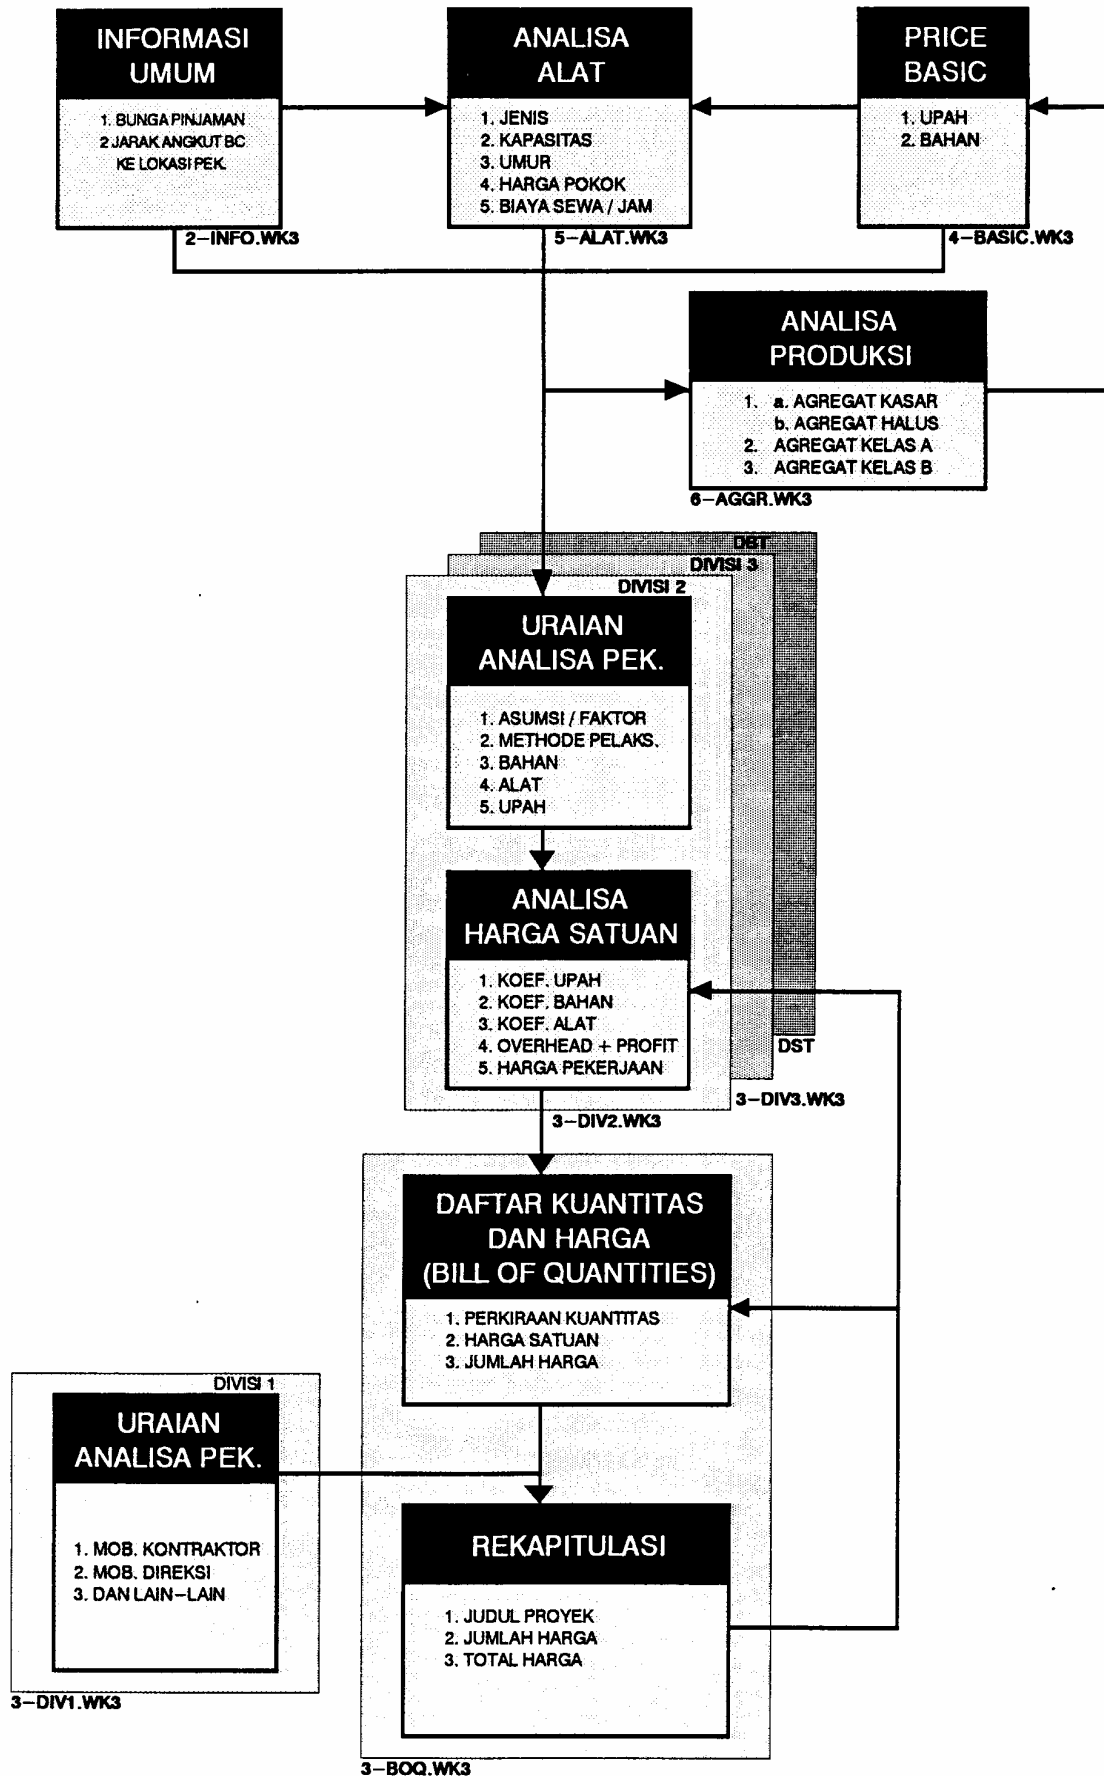 INFORMASI
UMUM
1. BUNGA PINJAMAN
2 JARAK ANGKUT BC
KE LOKASI PEK.
2-INFO.WK3
ANALISA
ALAT
1. JENIS
2. KAPASITAS
3. UMUR
4. HARGA POKOK
5. BIAYA SEWA / JAM
5-ALAT.WK3
PRICE
BASIC
1. UPAH
2. BAHAN
4-BASIC.WK3
ANALISA
PRODUKSI
1. a. AGREGAT KASAR
b. AGREGAT HALUS
2. AGREGAT KELAS A
3. AGREGAT KELAS B
6-AGGR.WK3
DBT
DIVISI 3
DIVISI 2
URAIAN
ANALISA PEK.
1. ASUMSI / FAKTOR
2. METHODE PELAKS.
3. BAHAN
4. ALAT
5. UPAH
ANALISA
HARGA SATUAN
1. KOEF. UPAH
2. KOEF. BAHAN
3. KOEF. ALAT
4. OVERHEAD + PROFIT
5. HARGA PEKERJAAN
DST
3-DIV3.WK3
3-DIV2.WK3
DAFTAR KUANTITAS
DAN HARGA
(BILL OF QUANTITIES)
1. PERKIRAAN KUANTITAS
2. HARGA SATUAN
3. JUMLAH HARGA
DIVISI 1
URAIAN
ANALISA PEK.
1. MOB. KONTRAKTOR
2. MOB. DIREKSI
3. DAN LAIN-LAIN
3-DIV1.WK3
REKAPITULASI
1. JUDUL PROYEK
2. JUMLAH HARGA
3. TOTAL HARGA
3-BOQ.WK3